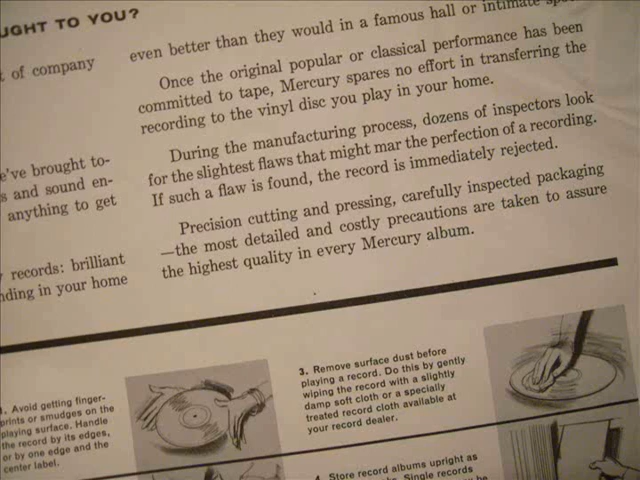 UGHT TO YOU?
t of company
e've brought to-
s and sound en-
anything to get
records: brilliant
nding in your home
even better than they would in a famous hall or intimate
Once the original popular or classical performance has been
committed to tape, Mercury spares no effort in transferring the
recording to the vinyl disc you play in your home.
During the manufacturing process, dozens of inspectors look
for the slightest flaws that might mar the perfection of a recording.
If such a flaw is found, the record is immediately rejected.
Precision cutting and pressing, carefully inspected packaging
—the most detailed and costly precautions are taken to assure
the highest quality in every Mercury album.
1. Avoid getting finger-
prints or smudges on the
playing surface. Handle
the record by its edges,
or by one edge and the
center label.
3. Remove surface dust before
playing a record. Do this by gently
wiping the record with a slightly
damp soft cloth or a specially
treated record cloth available at
your record dealer.
4. Store record albums upright as
Single records
be